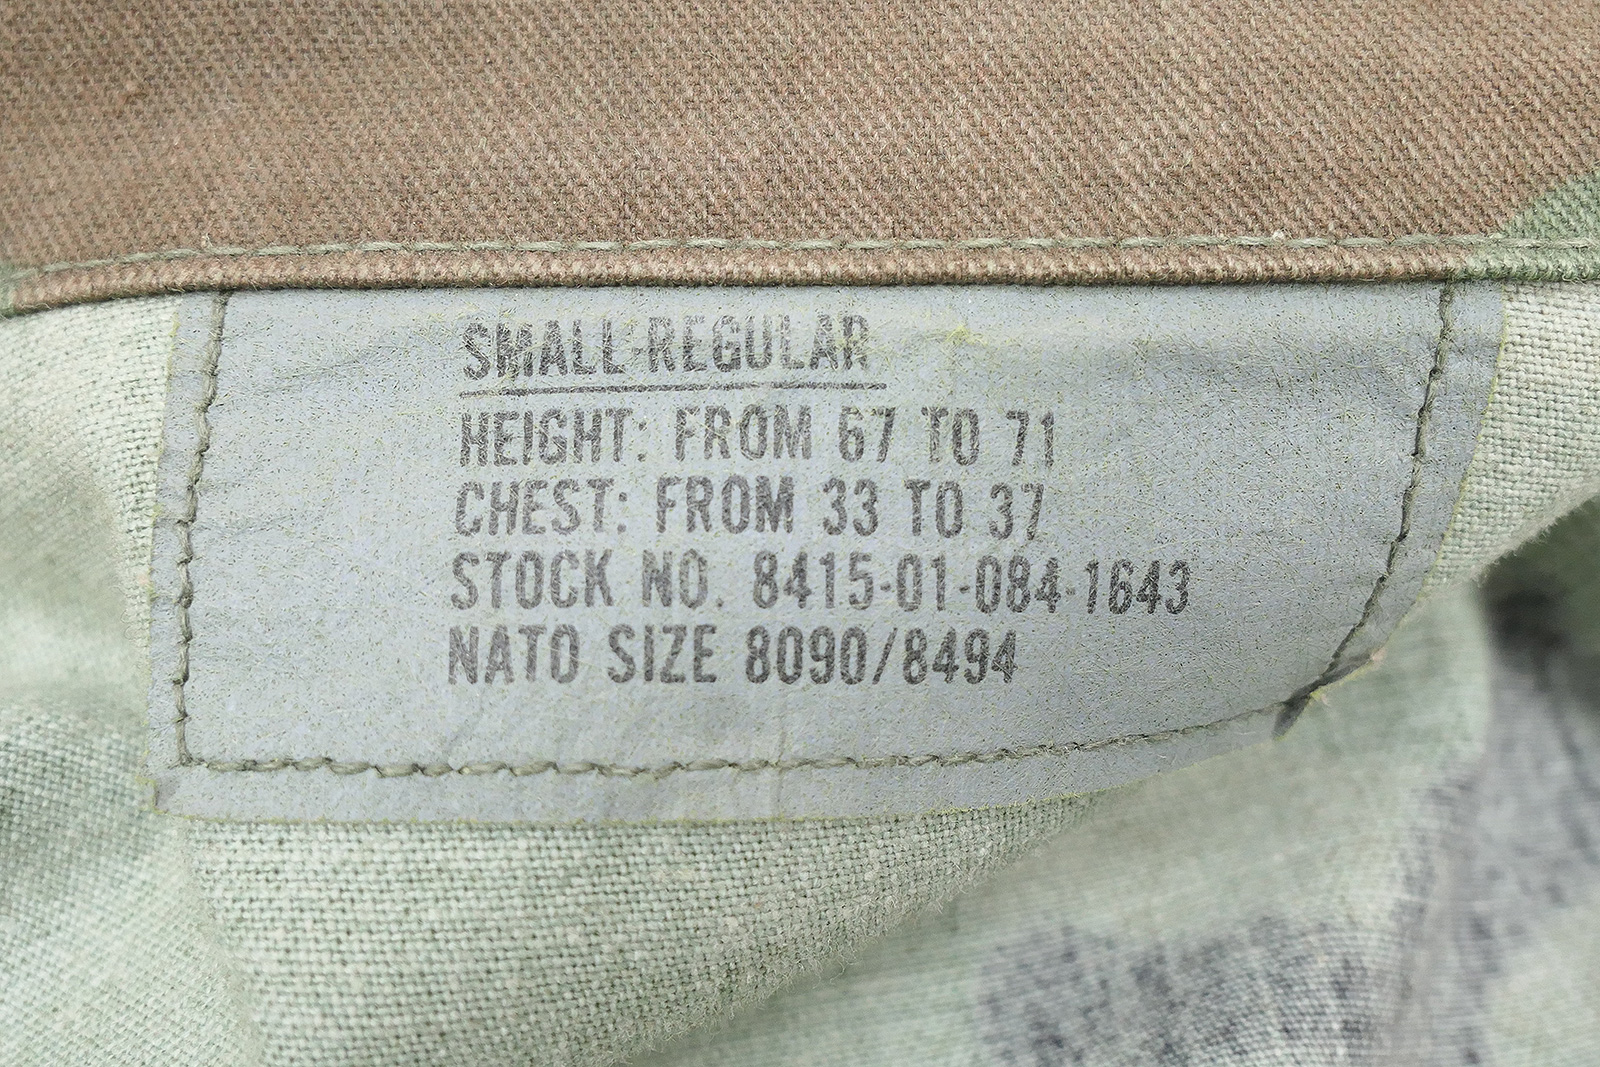 SMALL-REGULAR
HEIGHT: FROM 67 TO 71
CHEST: FROM 33 TO 37
STOCK NO. 8415-01-084-1643
NATO SIZE 8090/8494